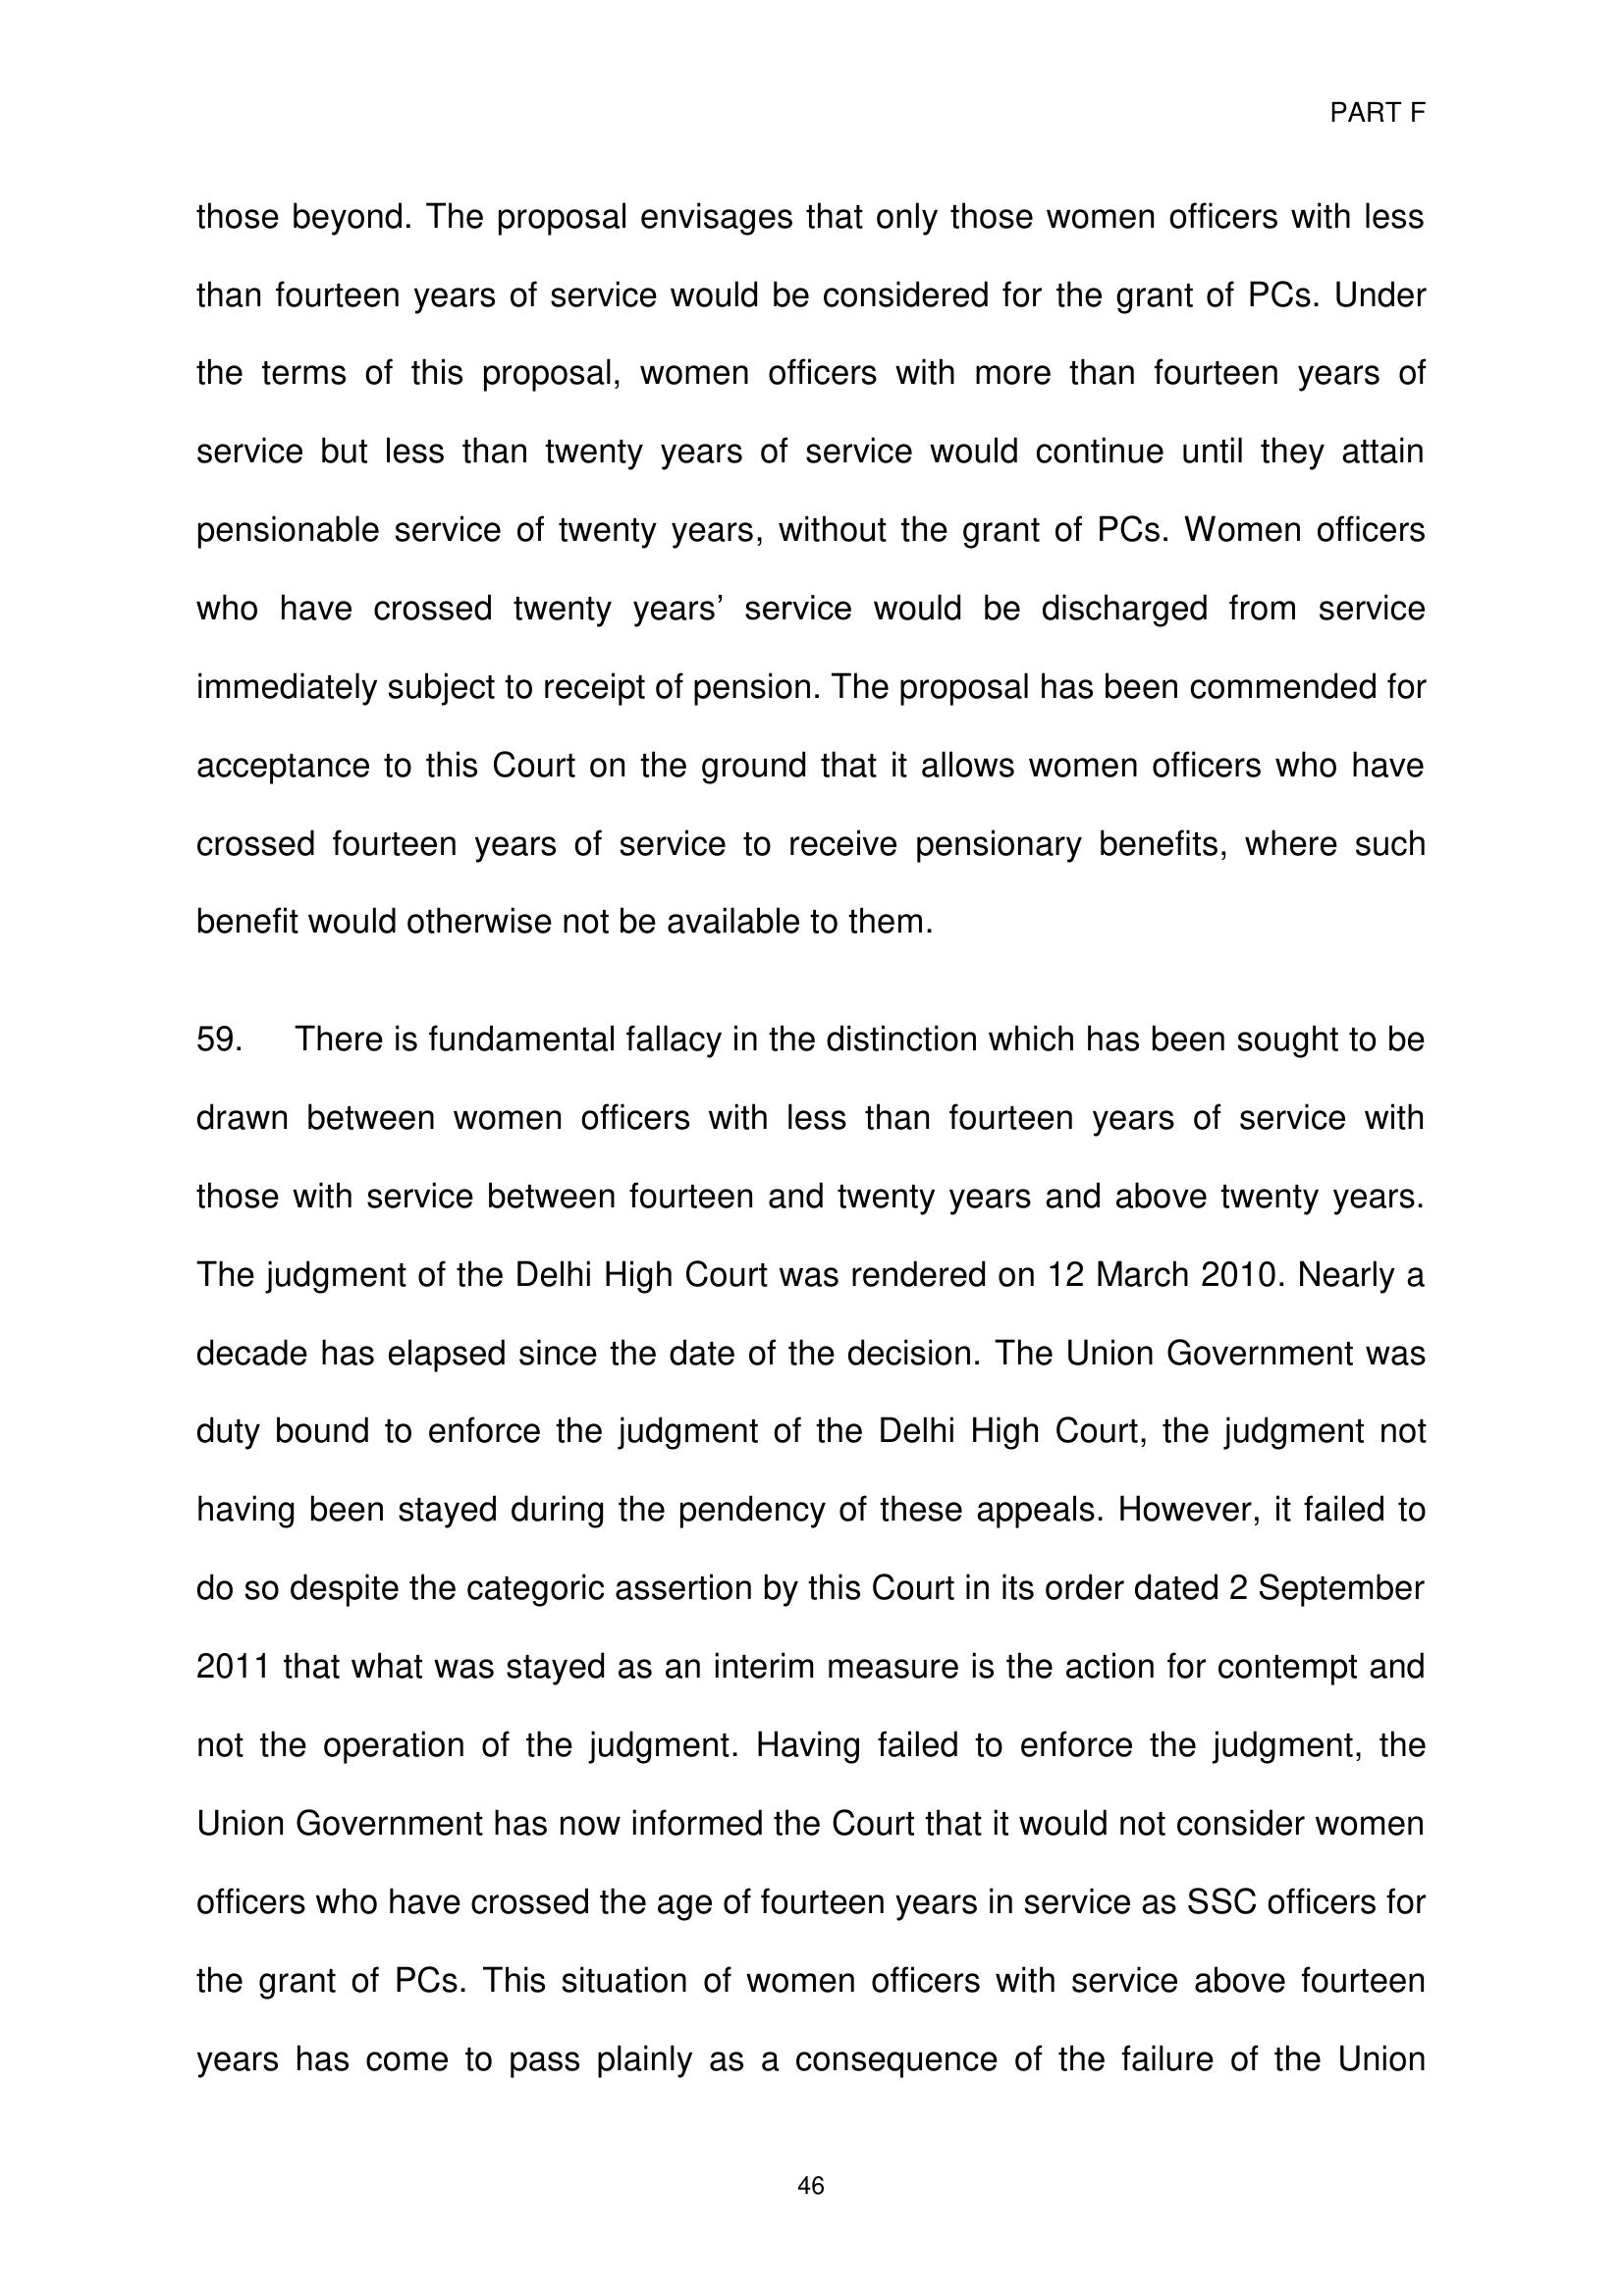 PART F
those beyond. The proposal envisages that only those women officers with less
than fourteen years of service would be considered for the grant of PCs. Under
the terms of this proposal, women officers with more than fourteen years of
service but less than twenty years of service would continue until they attain
pensionable service of twenty years, without the grant of PCs. Women officers
who have crossed twenty years’ service would be discharged from service
immediately subject to receipt of pension. The proposal has been commended for
acceptance to this Court on the ground that it allows women officers who have
crossed fourteen years of service to receive pensionary benefits, where such
benefit would otherwise not be available to them.
59. There is fundamental fallacy in the distinction which has been sought to be
drawn between women officers with less than fourteen years of service with
those with service between fourteen and twenty years and above twenty years.
The judgment of the Delhi High Court was rendered on 12 March 2010. Nearly a
decade has elapsed since the date of the decision. The Union Government was
duty bound to enforce the judgment of the Delhi High Court, the judgment not
having been stayed during the pendency of these appeals. However, it failed to
do so despite the categoric assertion by this Court in its order dated 2 September
2011 that what was stayed as an interim measure is the action for contempt and
not the operation of the judgment. Having failed to enforce the judgment, the
Union Government has now informed the Court that it would not consider women
officers who have crossed the age of fourteen years in service as SSC officers for
the grant of PCs. This situation of women officers with service above fourteen
years has come to pass plainly as a consequence of the failure of the Union
46